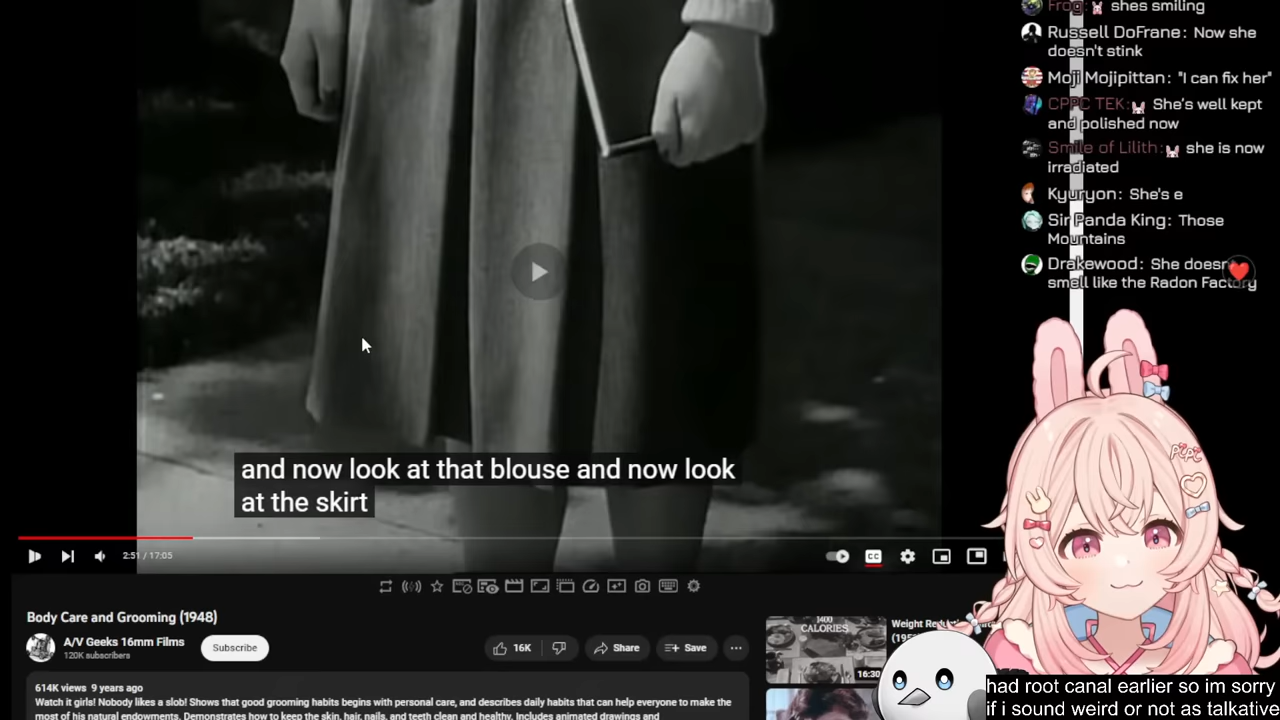 Frog: shes smiling
Russell DoFrane: Now she
doesn't stink
Moji Mojipittan: "I can fix her"
CPPC TEK: She's well kept
and polished now
Smile of Lilith: she is now
irradiated
Kyuryon: She's e
Sir Panda King: Those
Mountains
Drakewood: She doesn
smell like the Radon Factory
and now look at that blouse and now look
at the skirt
2:51 / 17:05
CC
Body Care and Grooming (1948)
A/V Geeks 16mm Films
120K subscribers
Subscribe
16K
Share
Save
614K views 9 years ago
Watch it girls! Nobody likes a slob! Shows that good grooming habits begins with personal care, and describes daily habits that can help everyone to make the
most of his natural endowments. Demonstrates how to keep the skin, hair, nails, and teeth clean and healthy. Includes animated drawings and
1400
CALORIES
16:30
Weight
PiPi
had root canal earlier so im sorry
if i sound weird or not as talkative